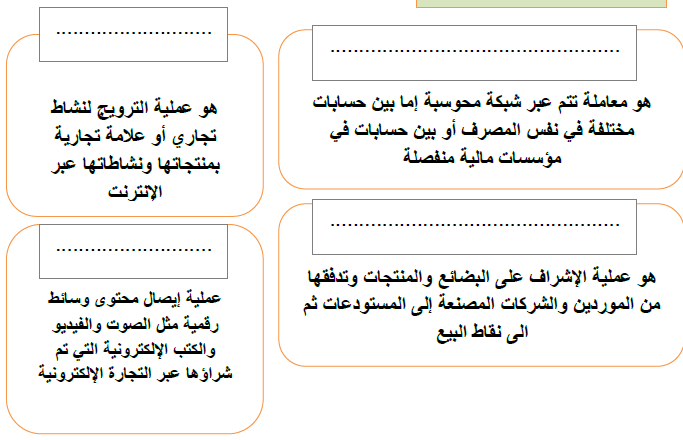 ................................
هو معاملة تتم عبر شبكة محوسبة إما بين حسابات
مختلفة في نفس المصرف أو بين حسابات في
مؤسسات مالية منفصلة
................................
هو عملية الترويج لنشاط
تجاري أو علامة تجارية
بمنتجاتها ونشاطاتها عبر
الإنترنت
................................
هو عملية الإشراف على البضائع والمنتجات وتدفقها
من الموردين والشركات المصنعة إلى المستودعات ثم
الى نقاط البيع
................................
عملية إيصال محتوى وسائط
رقمية مثل الصوت والفيديو
والكتب الإلكترونية التي تم
شراؤها عبر التجارة الإلكترونية